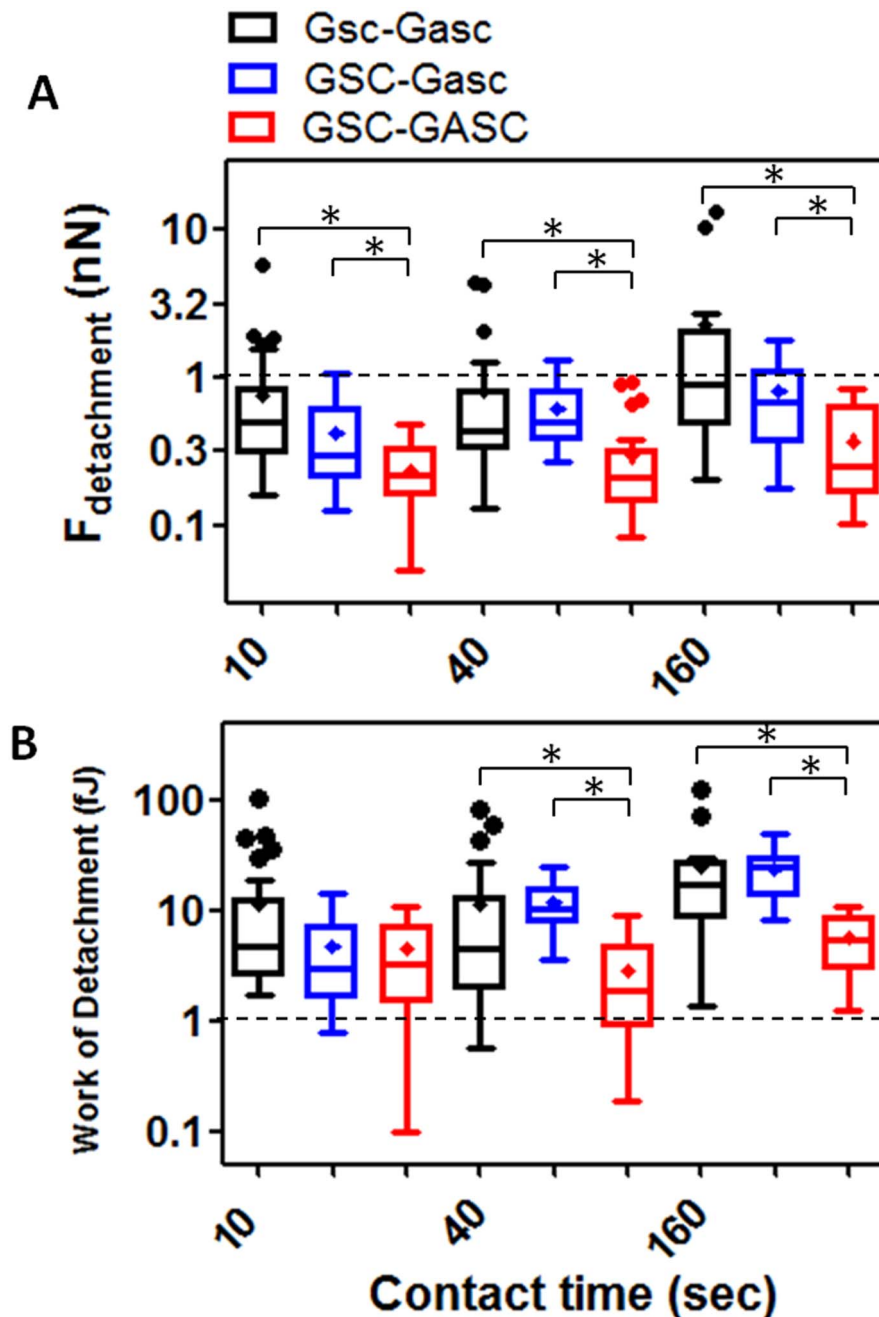 Gsc-Gasc
GSC-Gasc
GSC-GASC
A
F detachment (nN)
10
3.2
1
0.3
0.1
* * * * * *
10 40 160
B
Work of Detachment (fJ)
100
10
1
0.1
* * * *
10 40 160
Contact time (sec)